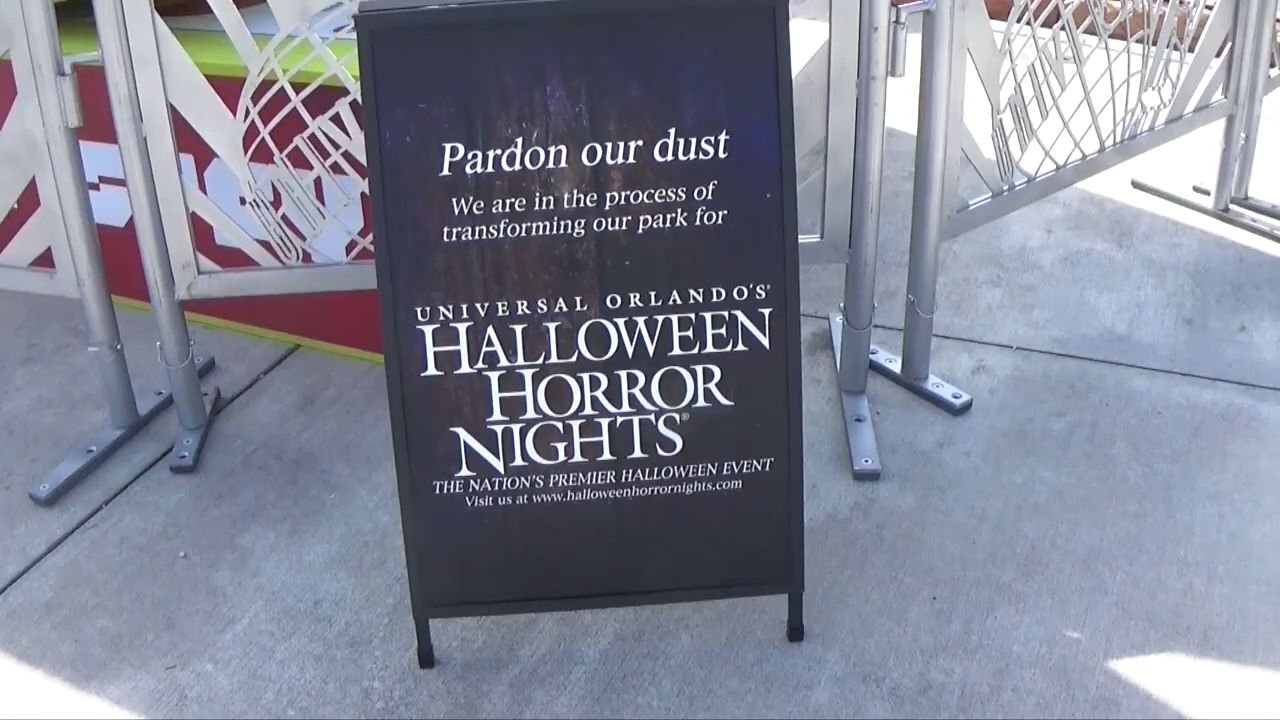 Pardon our dust
We are in the process of
transforming our park for
UNIVERSAL ORLANDO'S®
HALLOWEEN
HORROR
NIGHTS®
THE NATION'S PREMIER HALLOWEEN EVENT
Visit us at www.halloweenhorrornights.com